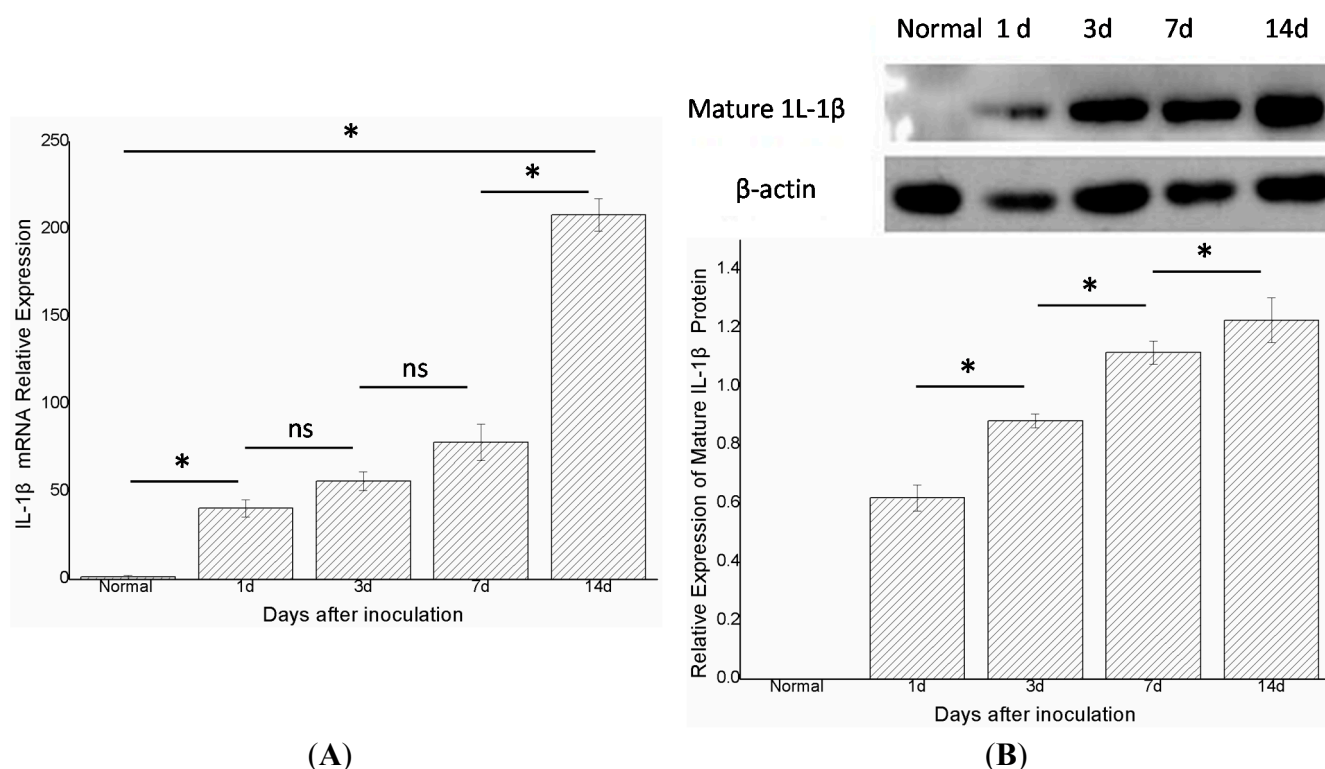 *
250
*
200
150
ns
100
ns
*
50
0
Normal 1d 3d 7d 14d
IL-1β mRNA Relative Expression
Days after inoculation
(A)
Normal 1 d 3d 7d 14d
Mature 1L-1β
β-actin
*
1.4
*
1.2
*
1.0
0.8
0.6
0.4
0.2
0.0
Normal 1d 3d 7d 14d
Relative Expression of Mature IL-1β Protein
Days after inoculation
(B)